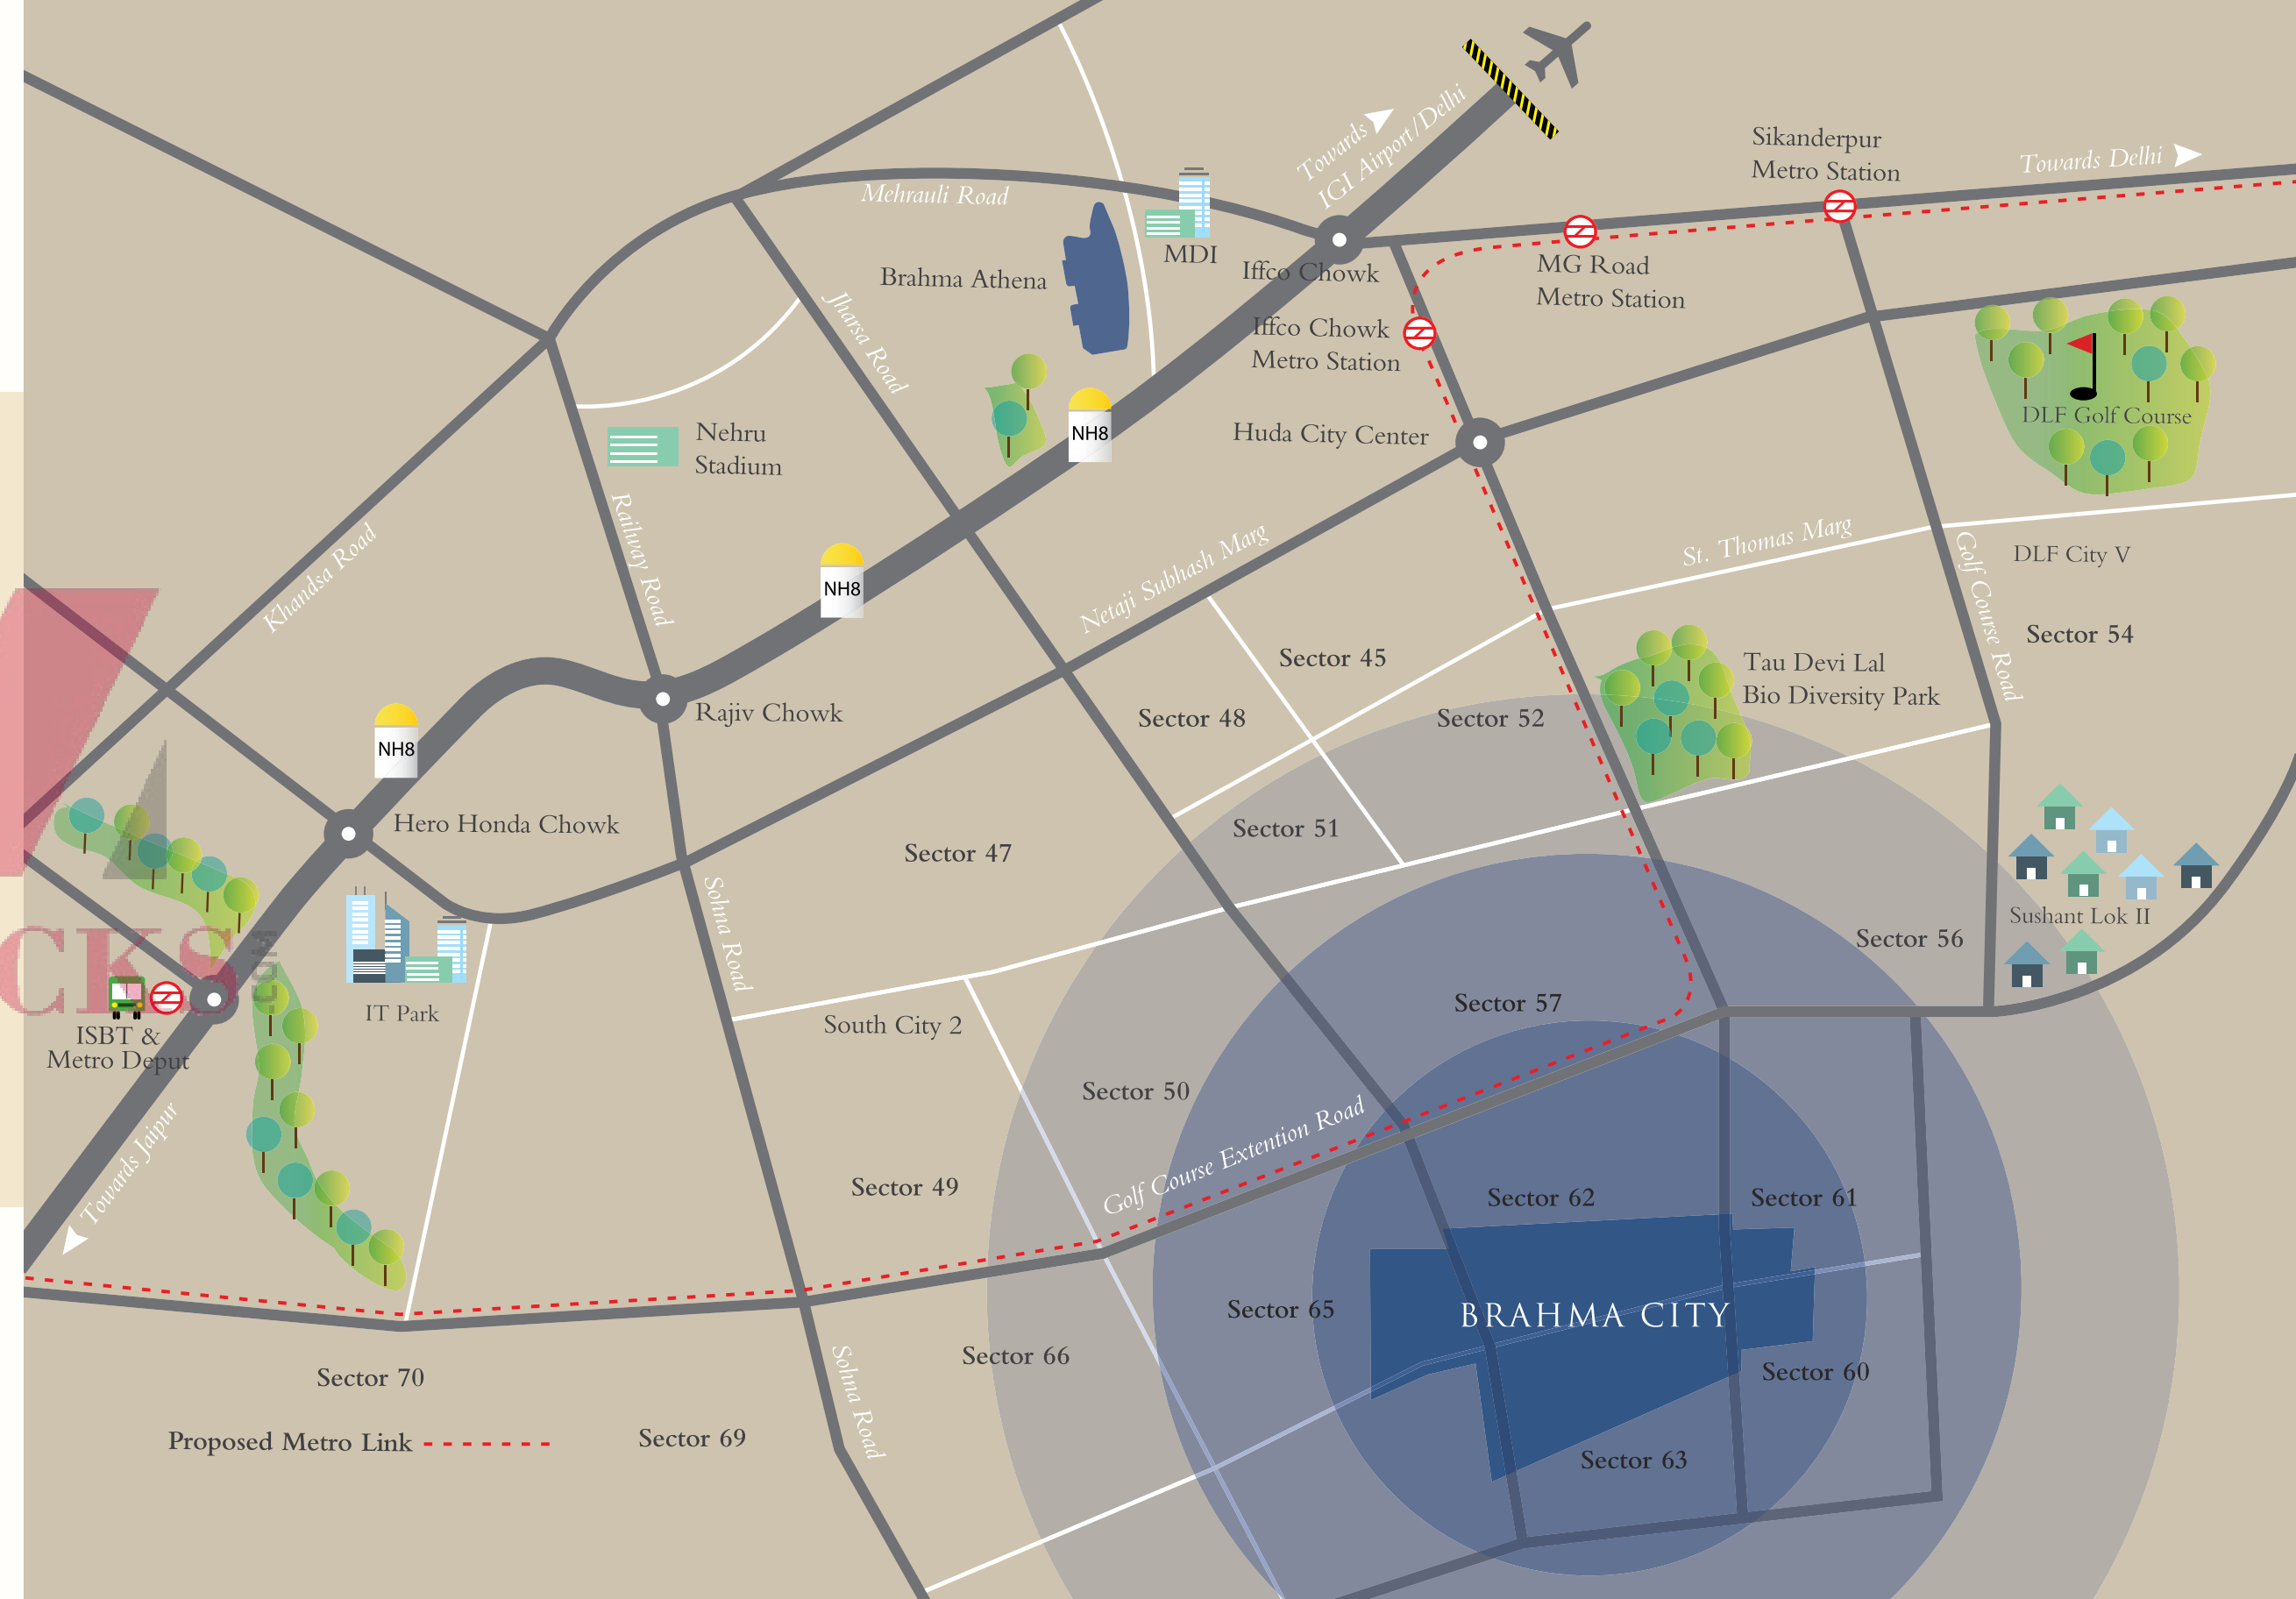 Towards
IGI Airport/Delhi
Sikanderpur
Metro Station
Towards Delhi
Mehrauli Road
MDI
Brahma Athena
Iffco Chowk
MG Road
Metro Station
Iffco Chowk
Metro Station
Jharsa Road
DLF Golf Course
Nehru
Stadium
NH8
Huda City Center
Railway Road
Khandsa Road
NH8
Netaji Subhash Marg
St. Thomas Marg
Golf Course Road
DLF City V
Sector 54
Sector 45
Tau Devi Lal
Bio Diversity Park
Rajiv Chowk
Sector 48
Sector 52
NH8
Hero Honda Chowk
Sector 51
Sector 47
Sohna Road
Sushant Lok II
Sector 56
CKS
.COM
IT Park
ISBT &
Metro Deput
South City 2
Sector 57
Sector 50
Towards Jaipur
Golf Course Extention Road
Sector 49
Sector 62
Sector 61
Sector 65
BRAHMA CITY
Sector 66
Sector 60
Sector 70
Sohna Road
Proposed Metro Link
Sector 69
Sector 63